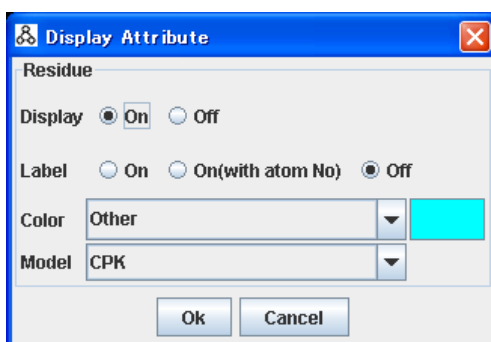 Display Attribute
Residue
Display On Off
Label On On(with atom No) Off
Color Other
Model CPK
Ok Cancel